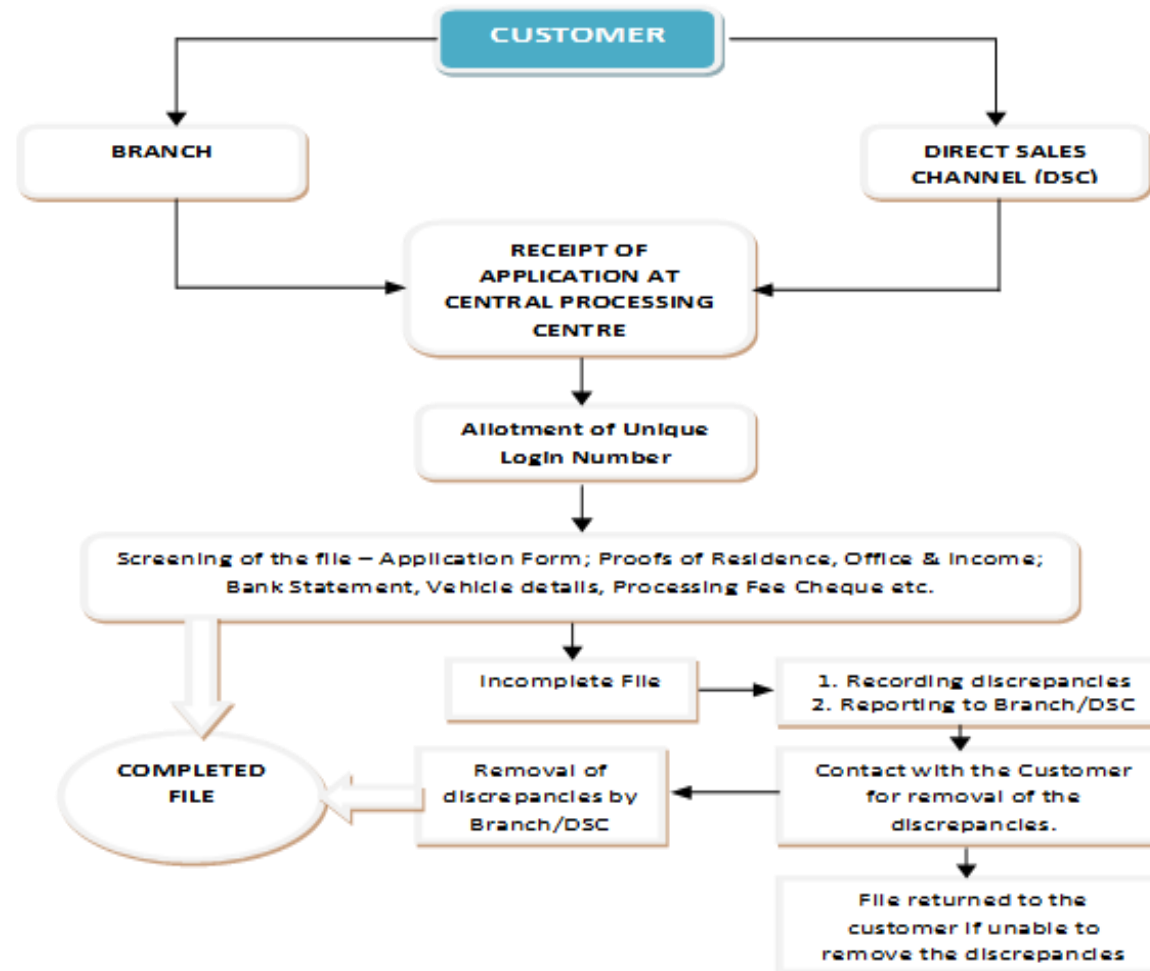 CUSTOMER
BRANCH
DIRECT SALES
CHANNEL (DSC)
RECEIPT OF
APPLICATION AT
CENTRAL PROCESSING
CENTRE
Allotment of Unique
Login Number
Screening of the file – Application Form; Proofs of Residence, Office & Income;
Bank Statement, Vehicle details, Processing Fee Cheque etc.
Incomplete File
1. Recording discrepancies
2. Reporting to Branch/DSC
COMPLETED
FILE
Removal of
discrepancies by
Branch/DSC
Contact with the Customer
for removal of the
discrepancies.
File returned to the
customer if unable to
remove the discrepancies